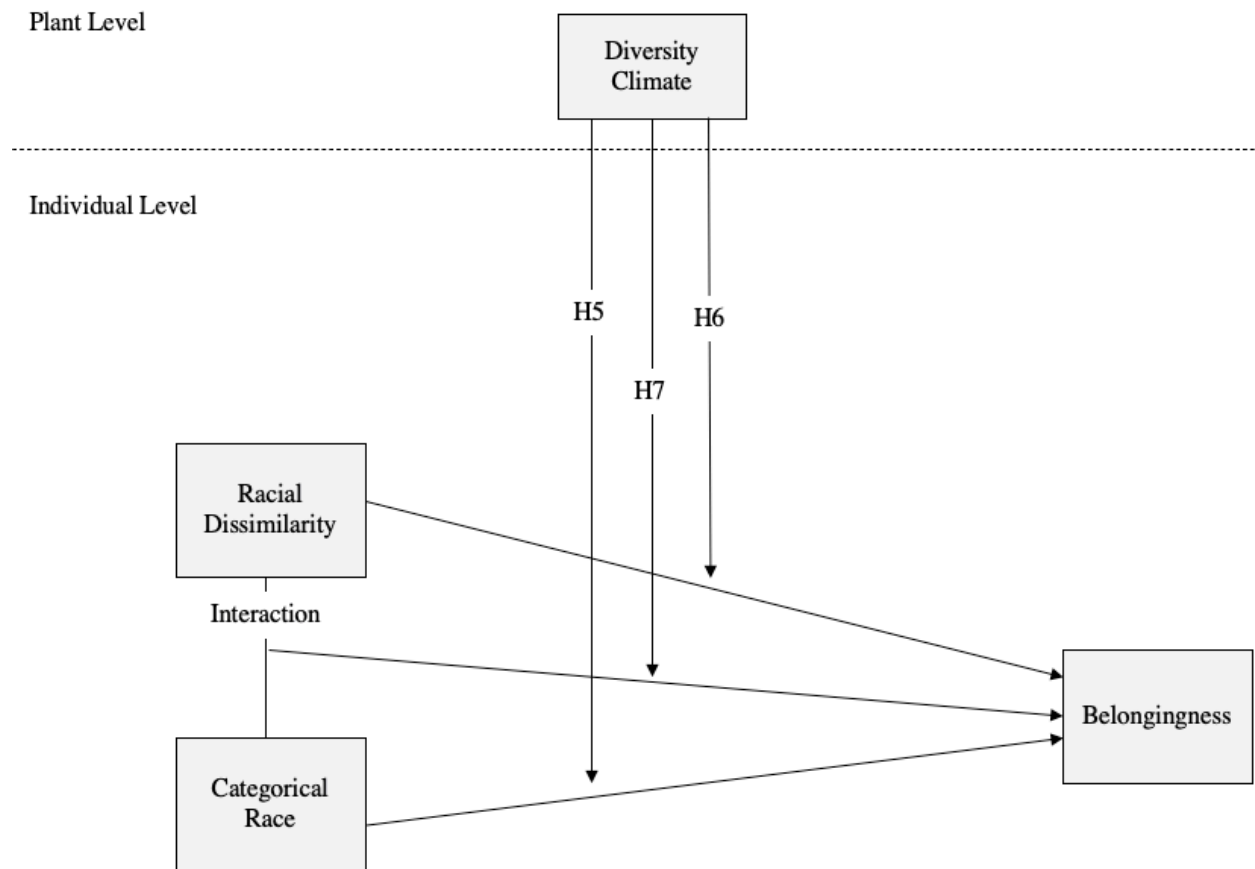 Plant Level
Diversity
Climate
Individual Level
H5
H6
H7
Racial
Dissimilarity
Interaction
Belongingness
Categorical
Race